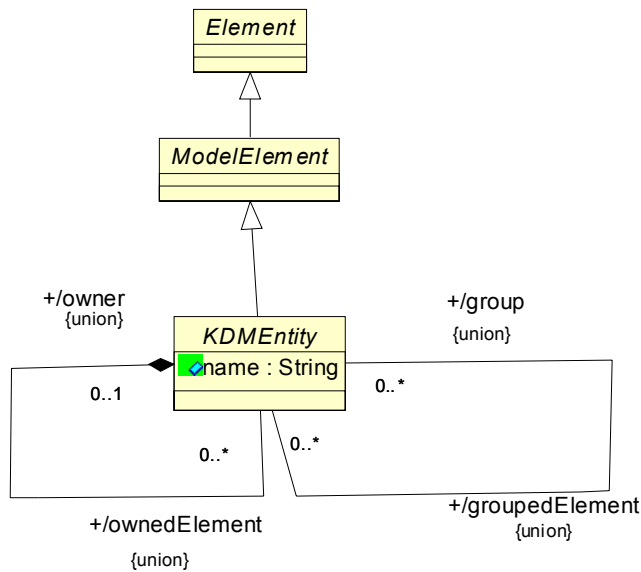 Element
ModelElement
+/owner
{union}
+/group
{union}
KDMEntity
name : String
0..1
0..*
0..*
0..*
+/ownedElement
{union}
+/groupedElement
{union}